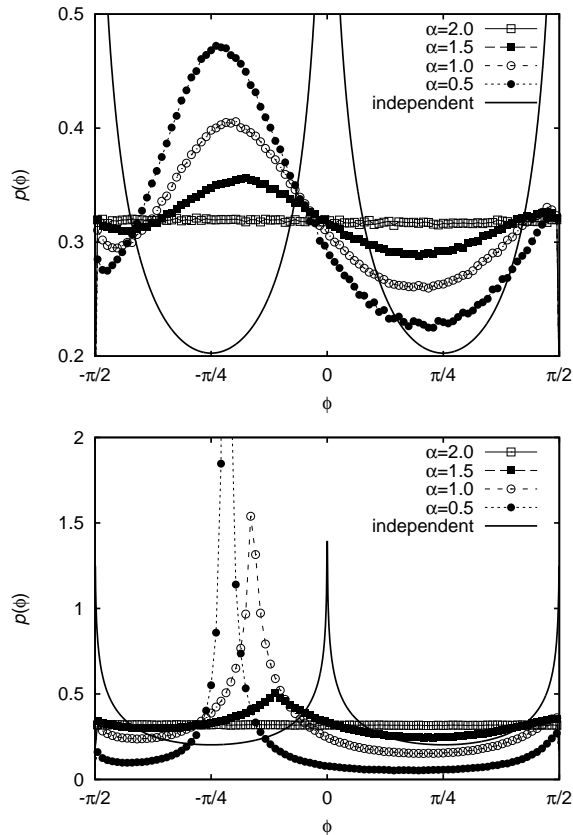 0.5
0.4
0.3
0.2
p(ϕ)
α=2.0
α=1.5
α=1.0
α=0.5
independent
-π/2
-π/4
0
π/4
π/2
ϕ
2
1.5
1
0.5
0
p(ϕ)
α=2.0
α=1.5
α=1.0
α=0.5
independent
-π/2
-π/4
0
π/4
π/2
ϕ